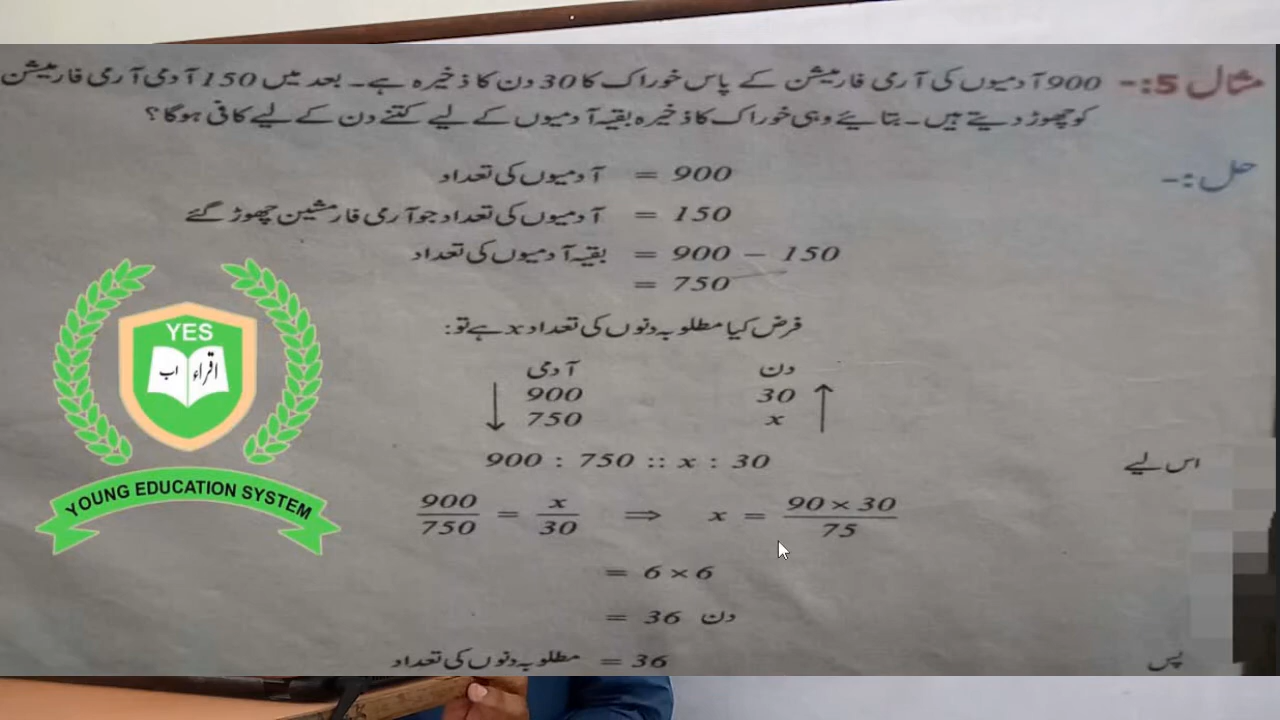 مثال 5:- 900 آدمیوں کی آرمی فارمیشن کے پاس خوراک کا 30 دن کا ذخیرہ ہے۔ بعد میں 150 آدمی آرمی فارمیشن
کو چھوڑ دیتے ہیں۔ بتایئے وہی خوراک کا ذخیرہ بقیہ آدمیوں کے لیے کتنے دن کے لیے کافی ہوگا؟
حل:-
آدمیوں کی تعداد = 900
آدمیوں کی تعداد جو آرمی فارمشین چھوڑ گئے = 150
بقیہ آدمیوں کی تعداد = 900 − 150
= 750
فرض کیا مطلوبہ دنوں کی تعداد x ہے تو:
آدمی دن
900 30
750 x
اس لیے 900 : 750 :: x : 30
900/750 = x/30 ⇒ x = 90 × 30/75
= 6 × 6
= 36 دن
پس مطلوبہ دنوں کی تعداد = 36
YES
اقراء اب
YOUNG EDUCATION SYSTEM